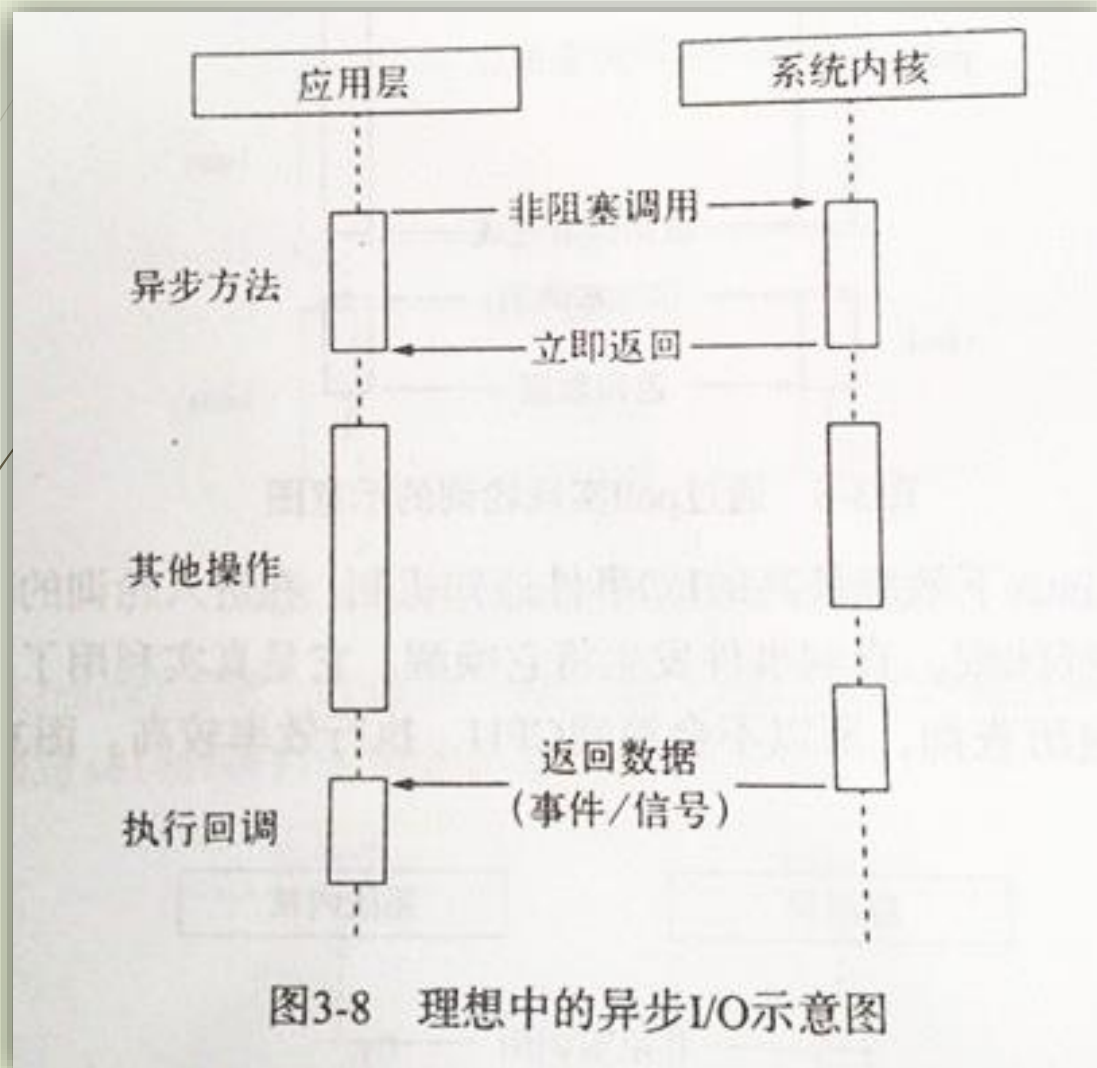 应用层
系统内核
非阻塞调用
异步方法
立即返回
其他操作
返回数据
(事件/信号)
执行回调
图3-8 理想中的异步I/O示意图